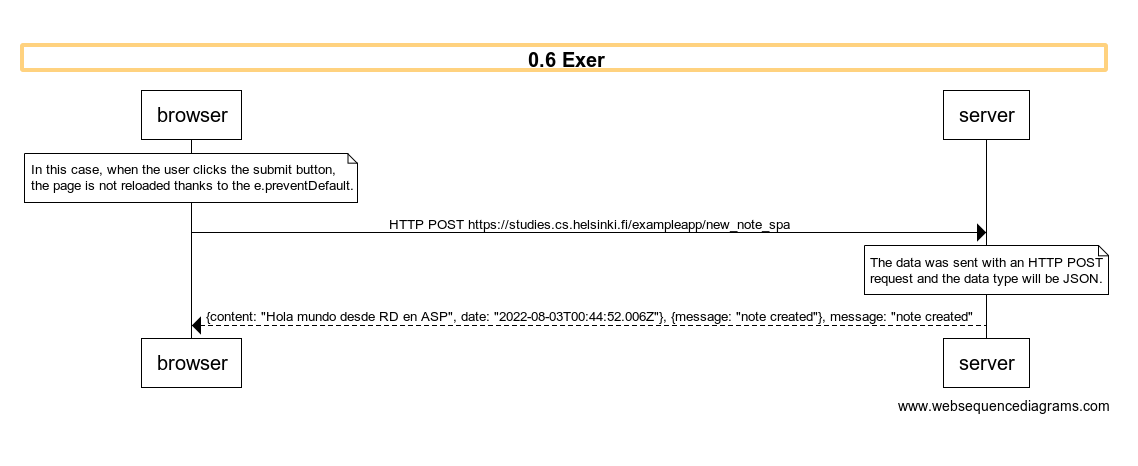 0.6 Exer
browser
server
In this case, when the user clicks the submit button,
the page is not reloaded thanks to the e.preventDefault.
HTTP POST https://studies.cs.helsinki.fi/exampleapp/new_note_spa
The data was sent with an HTTP POST
request and the data type will be JSON.
{content: "Hola mundo desde RD en ASP", date: "2022-08-03T00:44:52.006Z"}, {message: "note created"}, message: "note created"
browser
server
www.websequencediagrams.com